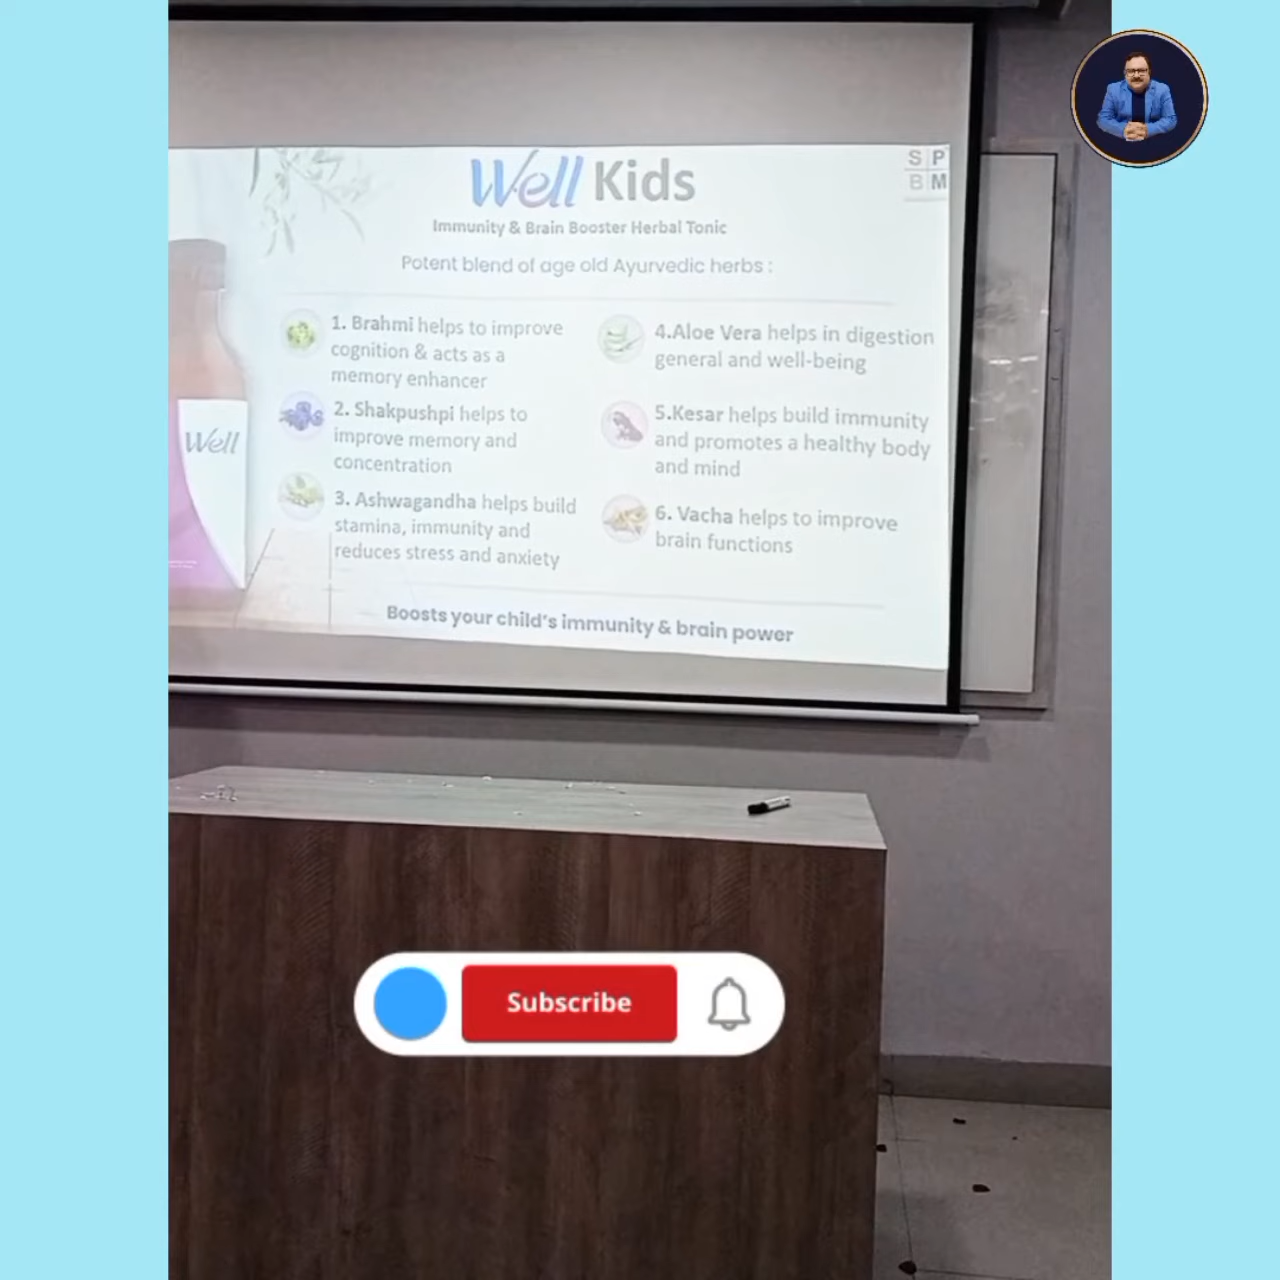 Well Kids
S P
B M
Immunity & Brain Booster Herbal Tonic
Potent blend of age old Ayurvedic herbs :
1. Brahmi helps to improve
cognition & acts as a
memory enhancer
2. Shakpushpi helps to
improve memory and
concentration
3. Ashwagandha helps build
stamina, immunity and
reduces stress and anxiety
4.Aloe Vera helps in digestion
general and well-being
5.Kesar helps build immunity
and promotes a healthy body
and mind
6. Vacha helps to improve
brain functions
Well
Boosts your child's immunity & brain power
Subscribe